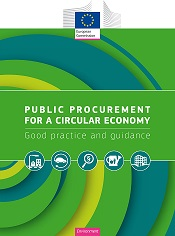 European
Commission
PUBLIC PROCUREMENT
FOR A CIRCULAR ECONOMY
Good practice and guidance
Environment